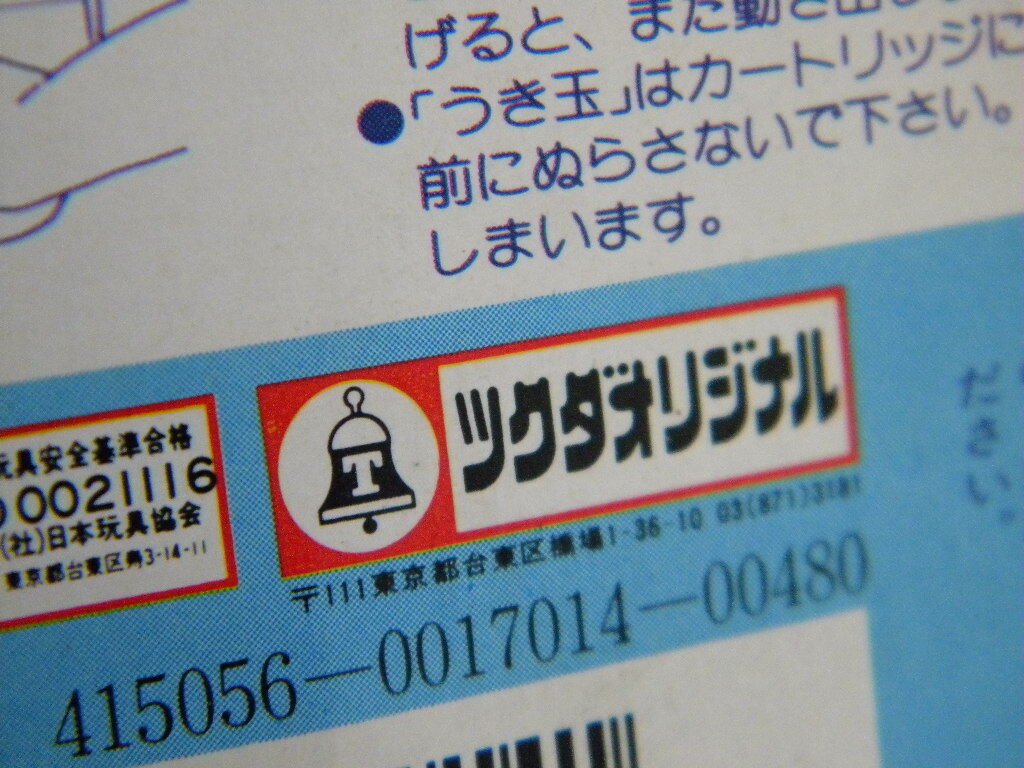 げると、また動き出し
●「うき玉」はカートリッジに
前にぬらさないで下さい。
しまいます。
ださい。
玩具安全基準合格
0021116
(社)日本玩具協会
東京都台東区寿3-14-11
T
ツクダオリジナル
〒111東京都台東区橋場1-36-10 03(871)3181
415056-0017014-00480